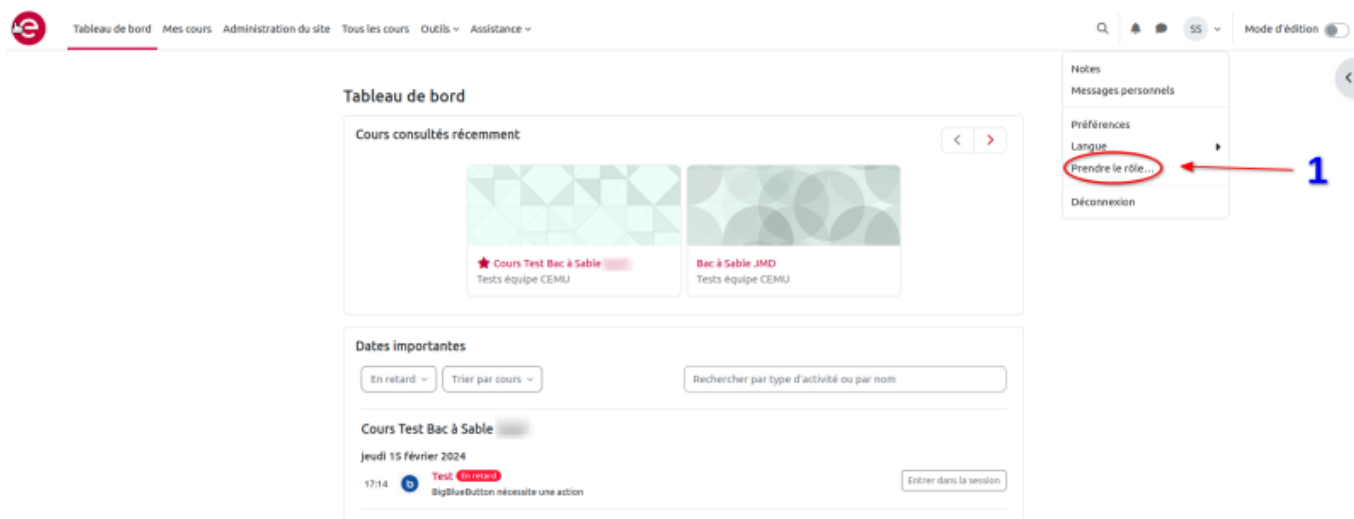 e
Tableau de bord Mes cours Administration du site Tous les cours Outils Assistance SS Mode d'édition
Notes
Messages personnels
Préférences
Langue
Prendre le rôle...
1
Déconnexion
Tableau de bord
Cours consultés récemment
Cours Test Bac à Sable
Tests équipe CEMU
Bac à Sable JMD
Tests équipe CEMU
Dates importantes
En retard Trier par cours Rechercher par type d'activité ou par nom
Cours Test Bac à Sable
jeudi 15 février 2024
17:14 b Test En retard
BigBlueButton nécessite une action
Entrer dans la session